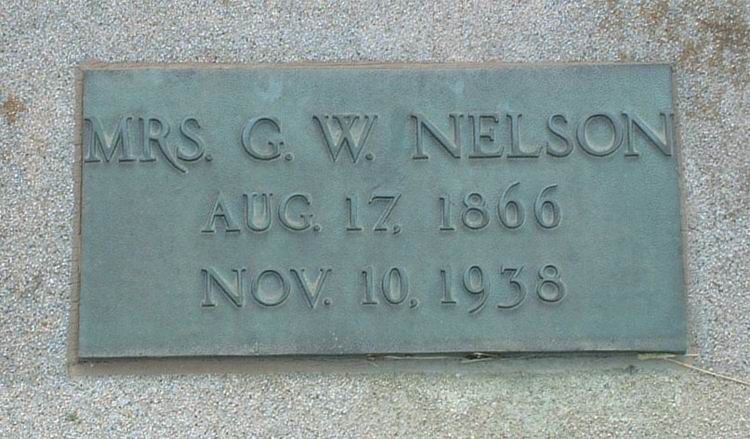 MRS. G. W. NELSON
AUG. 17, 1866
NOV. 10, 1938